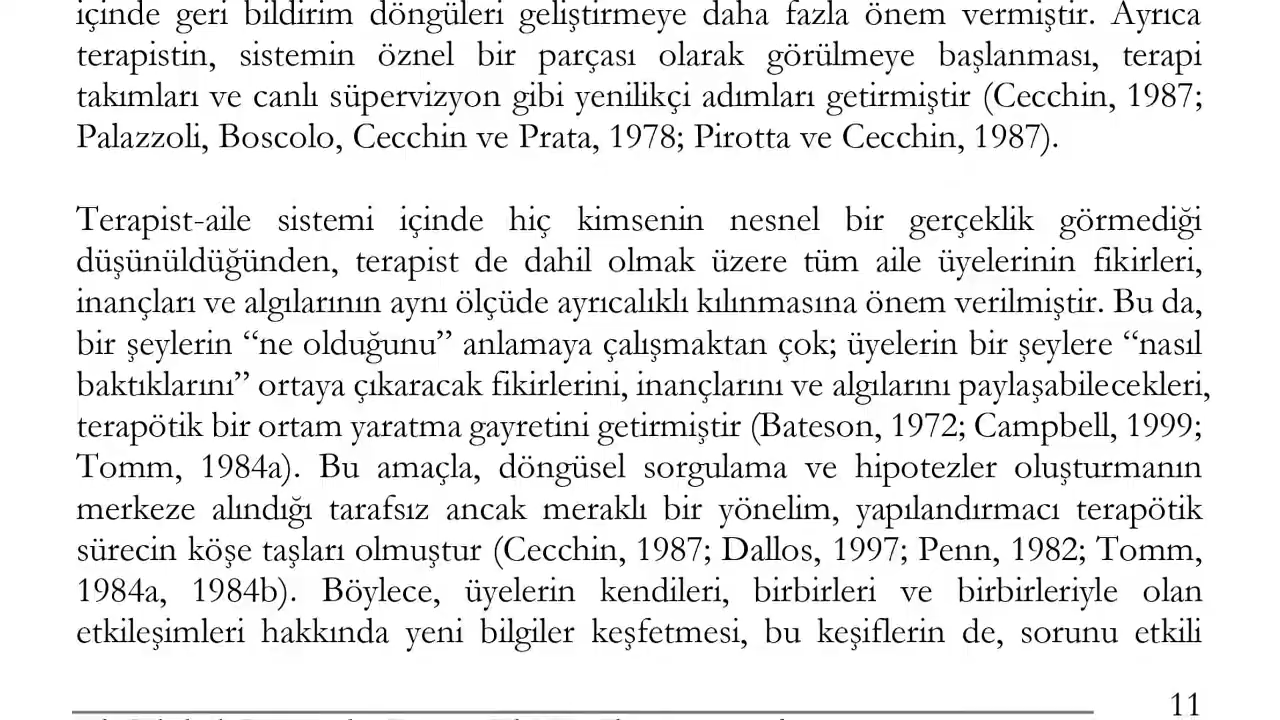 içinde geri bildirim döngüleri geliştirmeye daha fazla önem vermiştir. Ayrıca
terapistin, sistemin öznel bir parçası olarak görülmeye başlanması, terapi
takımları ve canlı süpervizyon gibi yenilikçi adımları getirmiştir (Cecchin, 1987;
Palazzoli, Boscolo, Cecchin ve Prata, 1978; Pirotta ve Cecchin, 1987).
Terapist-aile sistemi içinde hiç kimsenin nesnel bir gerçeklik görmediği
düşünüldüğünden, terapist de dahil olmak üzere tüm aile üyelerinin fikirleri,
inançları ve algılarının aynı ölçüde ayrıcalıklı kılınmasına önem verilmiştir. Bu da,
bir şeylerin “ne olduğunu” anlamaya çalışmaktan çok; üyelerin bir şeylere “nasıl
baktıklarını” ortaya çıkaracak fikirlerini, inançlarını ve algılarını paylaşabilecekleri,
terapötik bir ortam yaratma gayretini getirmiştir (Bateson, 1972; Campbell, 1999;
Tomm, 1984a). Bu amaçla, döngüsel sorgulama ve hipotezler oluşturmanın
merkeze alındığı tarafsız ancak meraklı bir yönelim, yapılandırmacı terapötik
sürecin köşe taşları olmuştur (Cecchin, 1987; Dallos, 1997; Penn, 1982; Tomm,
1984a, 1984b). Böylece, üyelerin kendileri, birbirleri ve birbirleriyle olan
etkileşimleri hakkında yeni bilgiler keşfetmesi, bu keşiflerin de, sorunu etkili
11